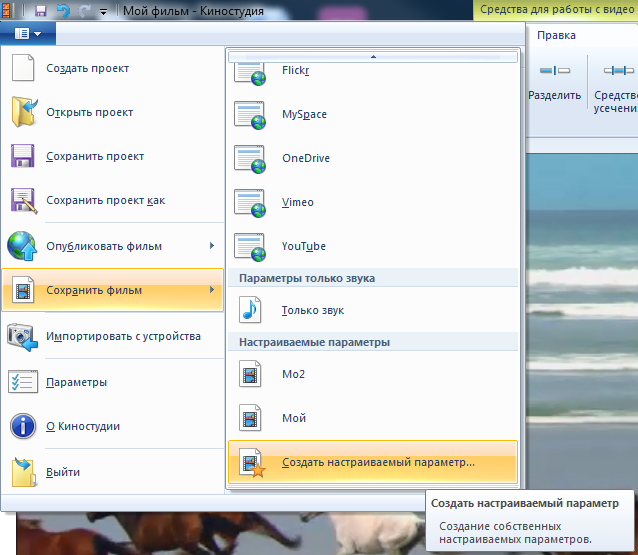 Мой фильм - Киностудия
Средства для работы с видео
Правка
Разделить
Средство
усечения
Создать проект
Открыть проект
Сохранить проект
Сохранить проект как
Опубликовать фильм
Сохранить фильм
Импортировать с устройства
Параметры
О Киностудии
Выйти
Flickr
MySpace
OneDrive
Vimeo
YouTube
Параметры только звука
Только звук
Настраиваемые параметры
Мо2
Мой
Создать настраиваемый параметр...
Создать настраиваемый параметр
Создание собственных
настраиваемых параметров.